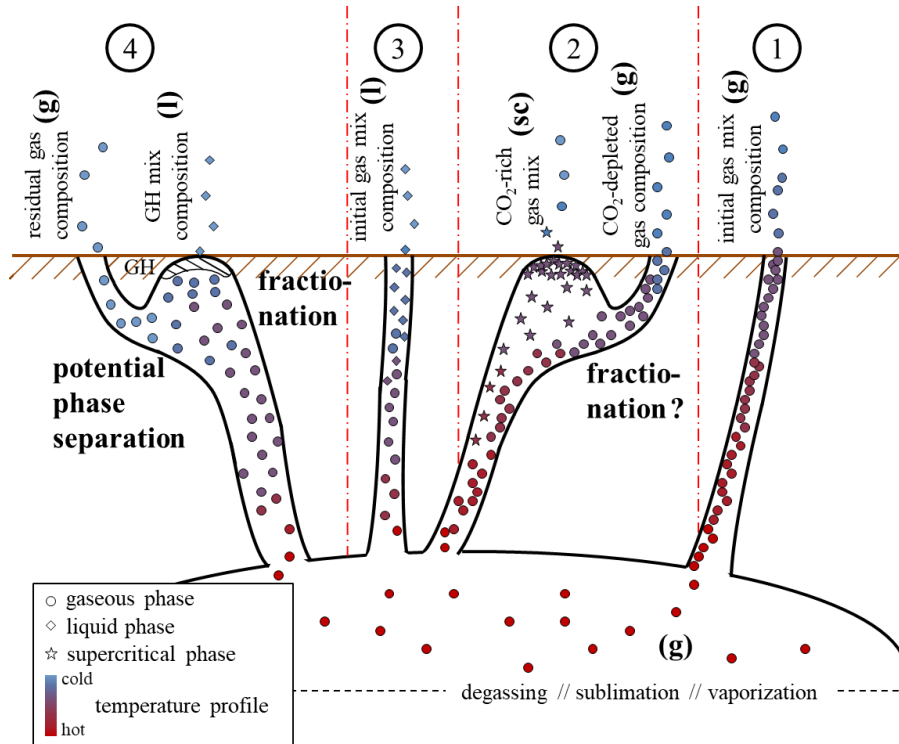 4
3
2
1
residual gas
composition
(g)
GH mix
composition
(l)
initial gas mix
composition
(l)
CO₂-rich
gas mix
(sc)
CO₂-depleted
gas composition
(g)
initial gas mix
composition
(g)
GH
fractio-
nation
potential
phase
separation
fractio-
nation ?
(g)
degassing // sublimation // vaporization
gaseous phase
liquid phase
supercritical phase
cold
temperature profile
hot